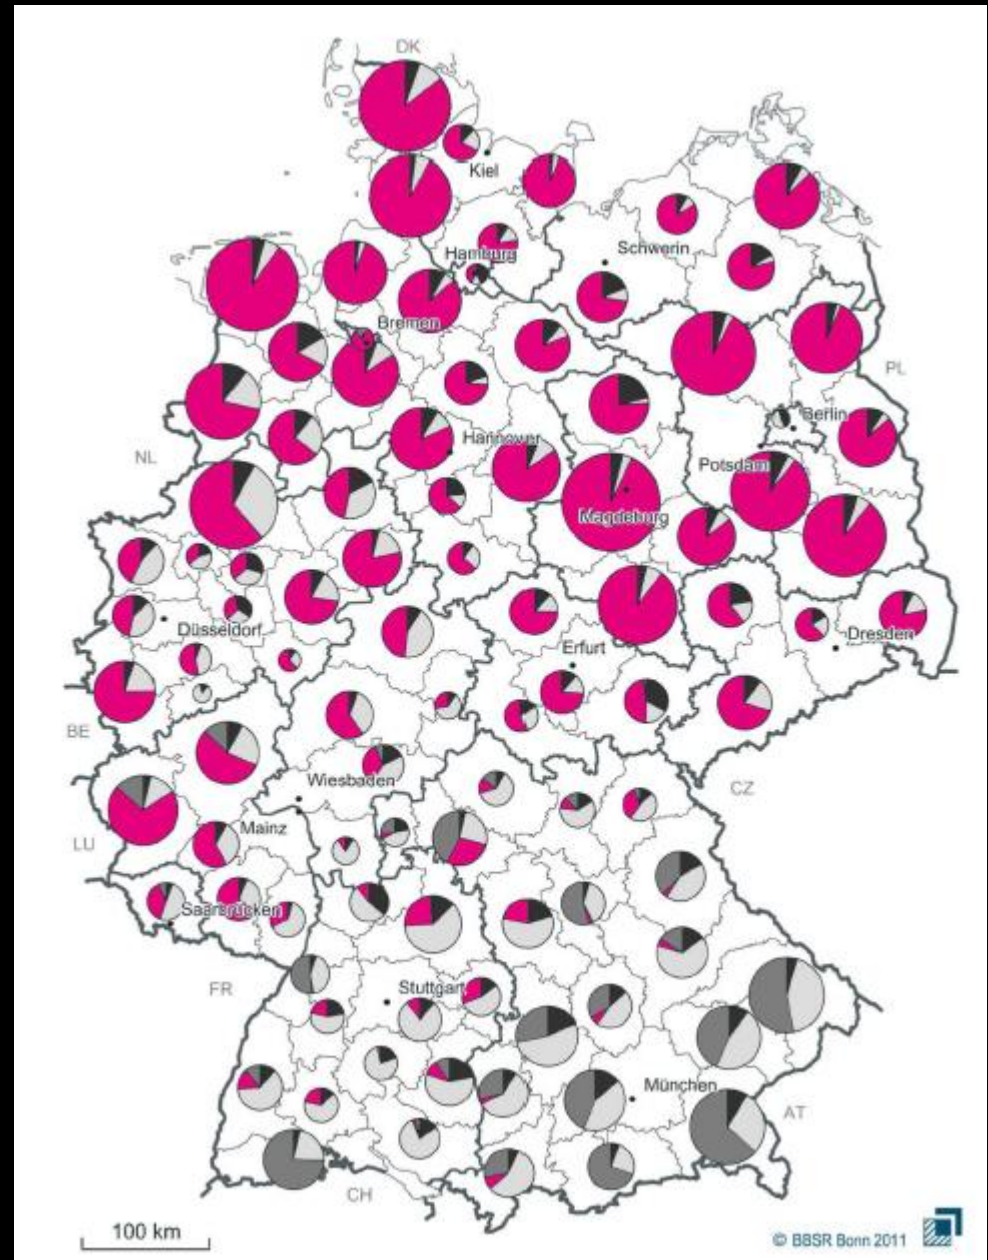 DK
Kiel
Schwerin
Hamburg
Bremen
PL
Berlin
Hannover
NL
Potsdam
Magdeburg
Düsseldorf
Dresden
Erfurt
BE
Wiesbaden
CZ
Mainz
LU
Saarbrücken
FR
Stuttgart
München
AT
CH
100 km
© BBSR Bonn 2011